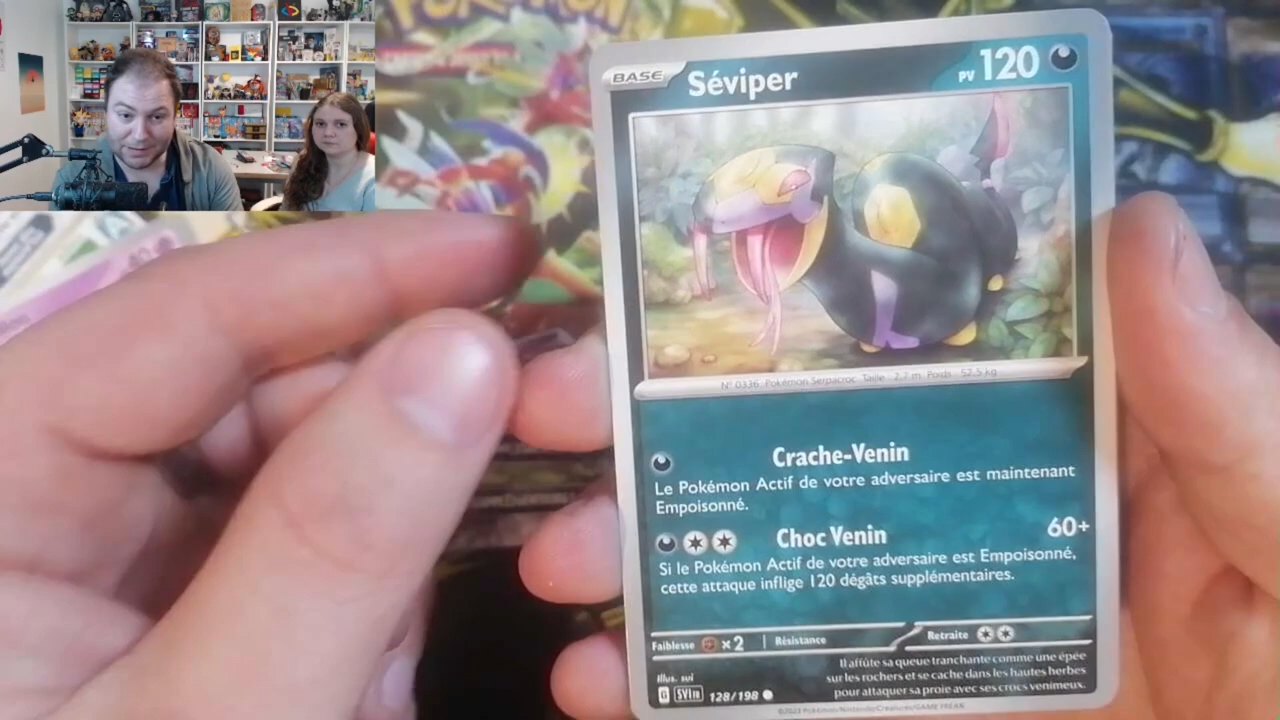 POKÉMON
BASE
Séviper
PV 120
N° 0336 Pokémon Serpacroc Taille : 2,7 m Poids : 52,5 kg
Crache-Venin
Le Pokémon Actif de votre adversaire est maintenant
Empoisonné.
Choc Venin 60+
Si le Pokémon Actif de votre adversaire est Empoisonné,
cette attaque inflige 120 dégâts supplémentaires.
Faiblesse x2 Résistance Retraite
Il affûte sa queue tranchante comme une épée
sur les rochers et se cache dans les hautes herbes
pour attaquer sa proie avec ses crocs venimeux.
Illus. sui
G SVI FR 128/198
©2023 Pokémon/Nintendo/Creatures/GAME FREAK